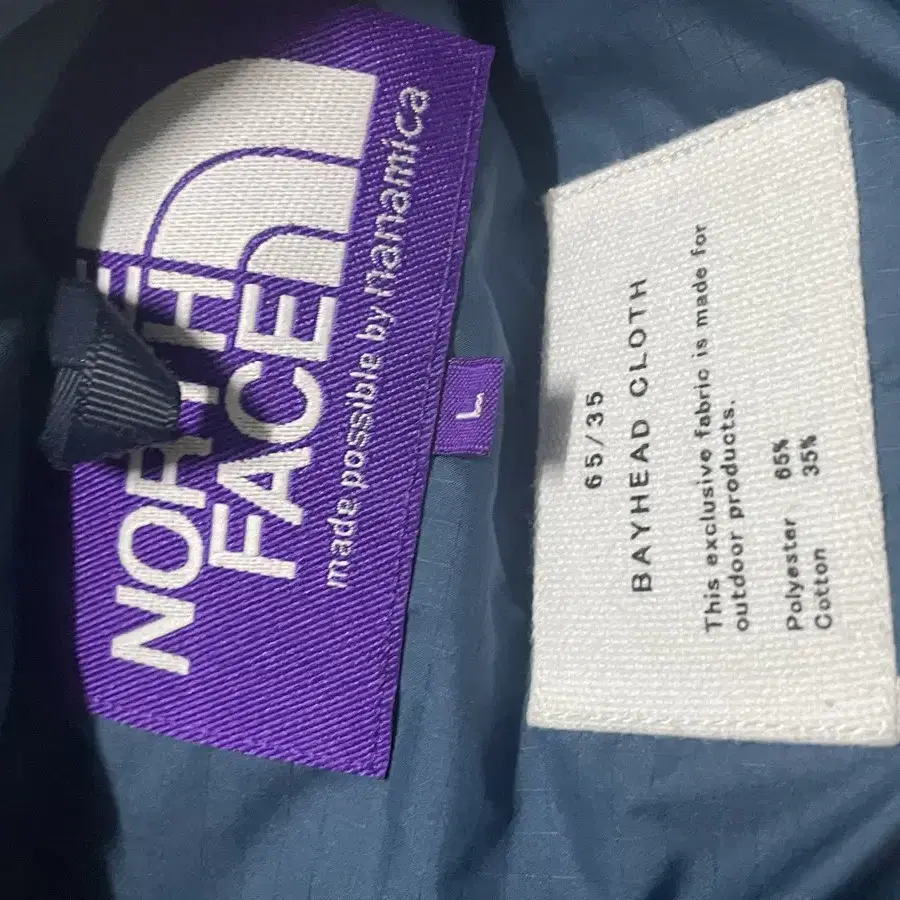 NORTH
FACE
made possible by nanamica
L
65/35
BAYHEAD CLOTH
This exclusive fabric is made for
outdoor products.
Polyester 65%
Cotton 35%